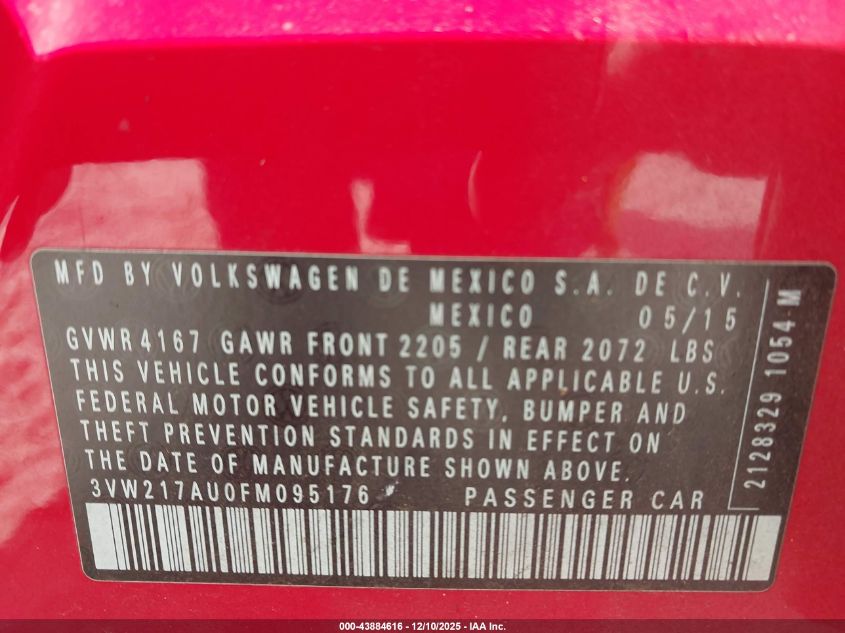 MFD BY VOLKSWAGEN DE MEXICO S.A. DE C.V.
MEXICO 05/15
GVWR 4167 GAWR FRONT 2205 / REAR 2072 LBS
THIS VEHICLE CONFORMS TO ALL APPLICABLE U.S.
FEDERAL MOTOR VEHICLE SAFETY, BUMPER AND
THEFT PREVENTION STANDARDS IN EFFECT ON
THE DATE OF MANUFACTURE SHOWN ABOVE.
3VW217AU0FM095176 PASSENGER CAR
2128329 1054 M
000-43884616 - 12/10/2025 - IAA Inc.